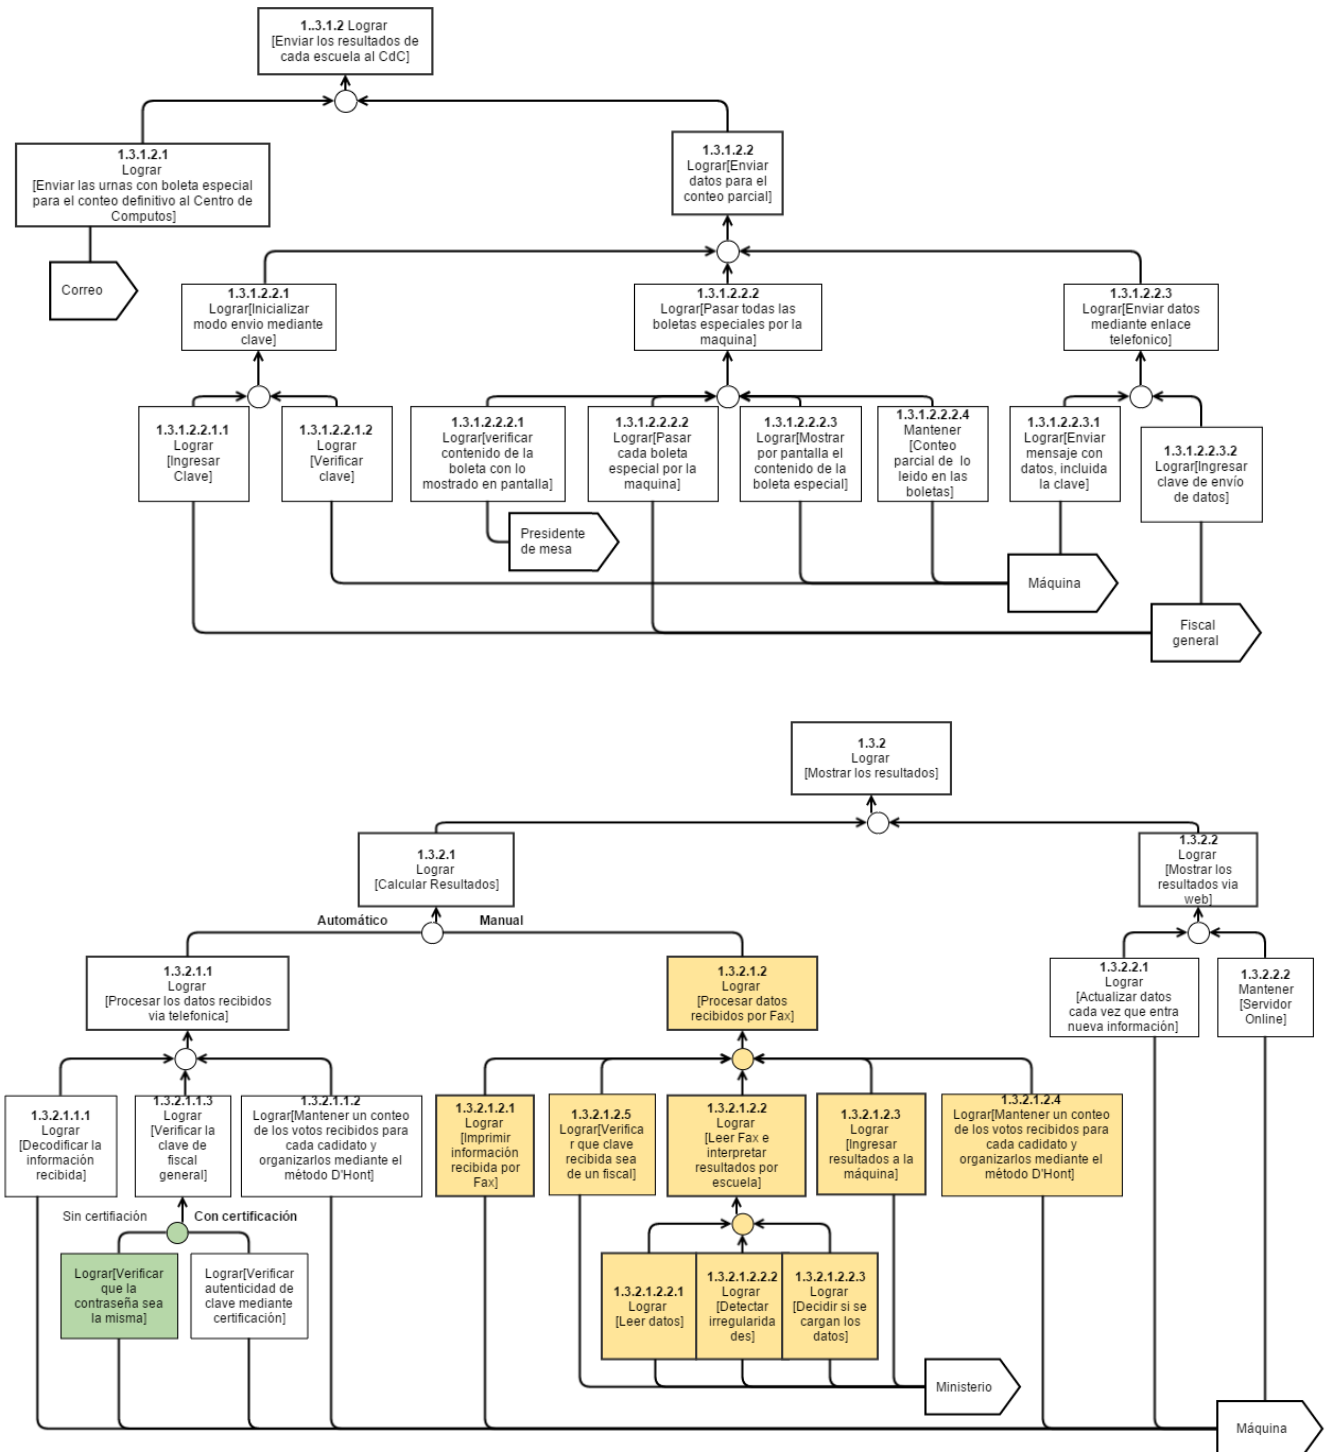 1..3.1.2 Lograr
[Enviar los resultados de
cada escuela al CdC]
1.3.1.2.1
Lograr
[Enviar las urnas con boleta especial
para el conteo definitivo al Centro de
Computos]
1.3.1.2.2
Lograr[Enviar
datos para el
conteo parcial]
Correo
1.3.1.2.2.1
Lograr[Inicializar
modo envio mediante
clave]
1.3.1.2.2.2
Lograr[Pasar todas las
boletas especiales por la
maquina]
1.3.1.2.2.3
Lograr[Enviar datos
mediante enlace
telefonico]
1.3.1.2.2.1.1
Lograr
[Ingresar
Clave]
1.3.1.2.2.1.2
Lograr
[Verificar
clave]
1.3.1.2.2.2.1
Lograr[verificar
contenido de la
boleta con lo
mostrado en pantalla]
1.3.1.2.2.2.2
Lograr[Pasar
cada boleta
especial por la
maquina]
1.3.1.2.2.2.3
Lograr[Mostrar
por pantalla el
contenido de la
boleta especial]
1.3.1.2.2.2.4
Mantener
[Conteo
parcial de lo
leido en las
boletas]
1.3.1.2.2.3.1
Lograr[Enviar
mensaje con
datos, incluida
la clave]
1.3.1.2.2.3.2
Lograr[Ingresar
clave de envío
de datos]
Presidente
de mesa
Máquina
Fiscal
general
1.3.2
Lograr
[Mostrar los resultados]
1.3.2.1
Lograr
[Calcular Resultados]
1.3.2.2
Lograr
[Mostrar los
resultados via
web]
Automático
Manual
1.3.2.1.1
Lograr
[Procesar los datos recibidos
via telefonica]
1.3.2.1.2
Lograr
[Procesar datos
recibidos por Fax]
1.3.2.2.1
Lograr
[Actualizar datos
cada vez que entra
nueva información]
1.3.2.2.2
Mantener
[Servidor
Online]
1.3.2.1.1.1
Lograr
[Decodificar la
información
recibida]
1.3.2.1.1.3
Lograr
[Verificar la
clave de
fiscal
general]
1.3.2.1.1.2
Lograr[Mantener un conteo
de los votos recibidos para
cada cadidato y
organizarlos mediante el
método D'Hont]
1.3.2.1.2.1
Lograr
[Imprimir
información
recibida por
Fax]
1.3.2.1.2.5
Lograr[Verifica
r que clave
recibida sea
de un fiscal]
1.3.2.1.2.2
Lograr
[Leer Fax e
interpretar
resultados por
escuela]
1.3.2.1.2.3
Lograr
[Ingresar
resultados a la
máquina]
1.3.2.1.2.4
Lograr[Mantener un conteo
de los votos recibidos para
cada cadidato y
organizarlos mediante el
método D'Hont]
Sin certifiación
Con certificación
Lograr[Verificar
que la
contraseña sea
la misma]
Lograr[Verificar
autenticidad de
clave mediante
certificación]
1.3.2.1.2.2.1
Lograr
[Leer datos]
1.3.2.1.2.2.2
Lograr
[Detectar
irregularida
des]
1.3.2.1.2.2.3
Lograr
[Decidir si se
cargan los
datos]
Ministerio
Máquina